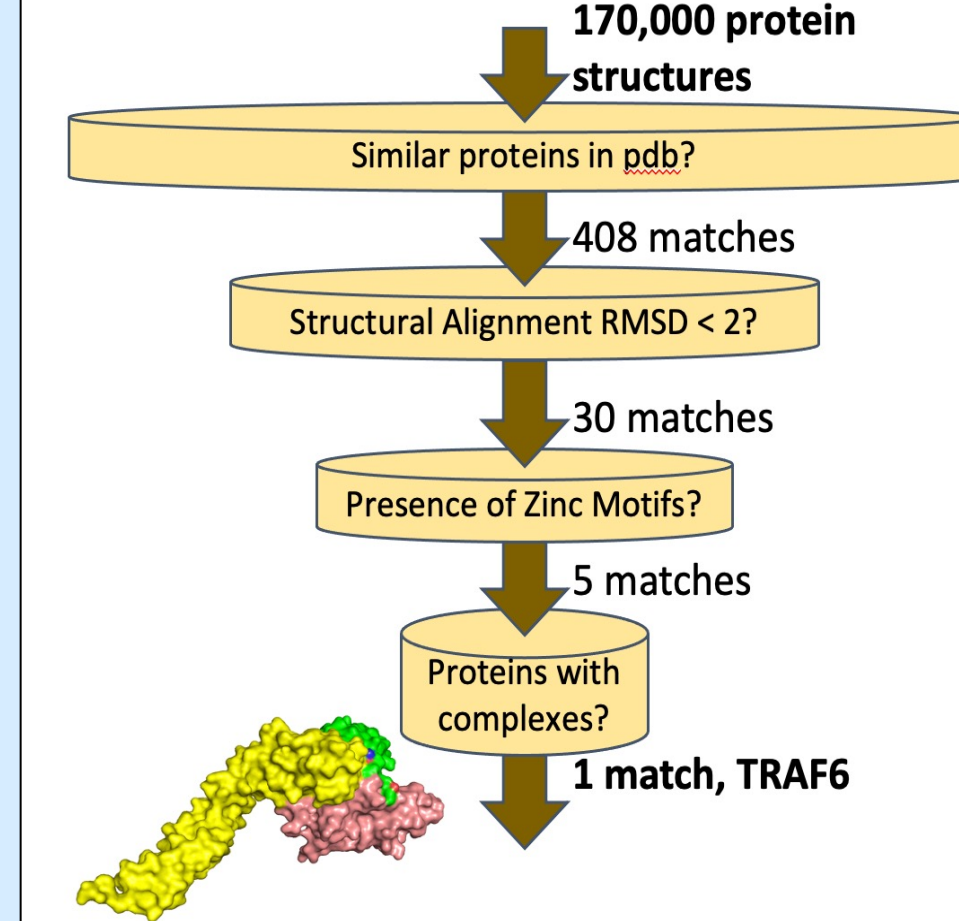 170,000 protein
structures
Similar proteins in pdb?
408 matches
Structural Alignment RMSD < 2?
30 matches
Presence of Zinc Motifs?
5 matches
Proteins with
complexes?
1 match, TRAF6